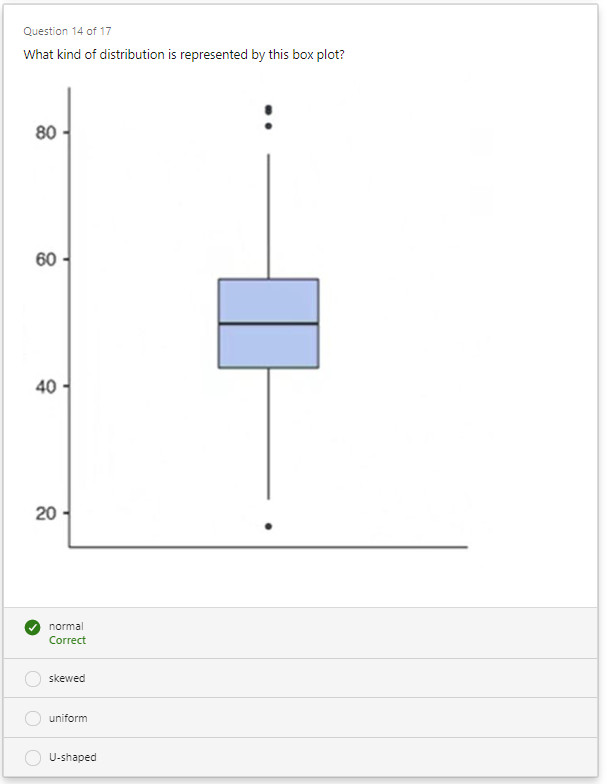 Question 14 of 17
What kind of distribution is represented by this box plot?
80
60
40
20
normal
Correct
skewed
uniform
U-shaped